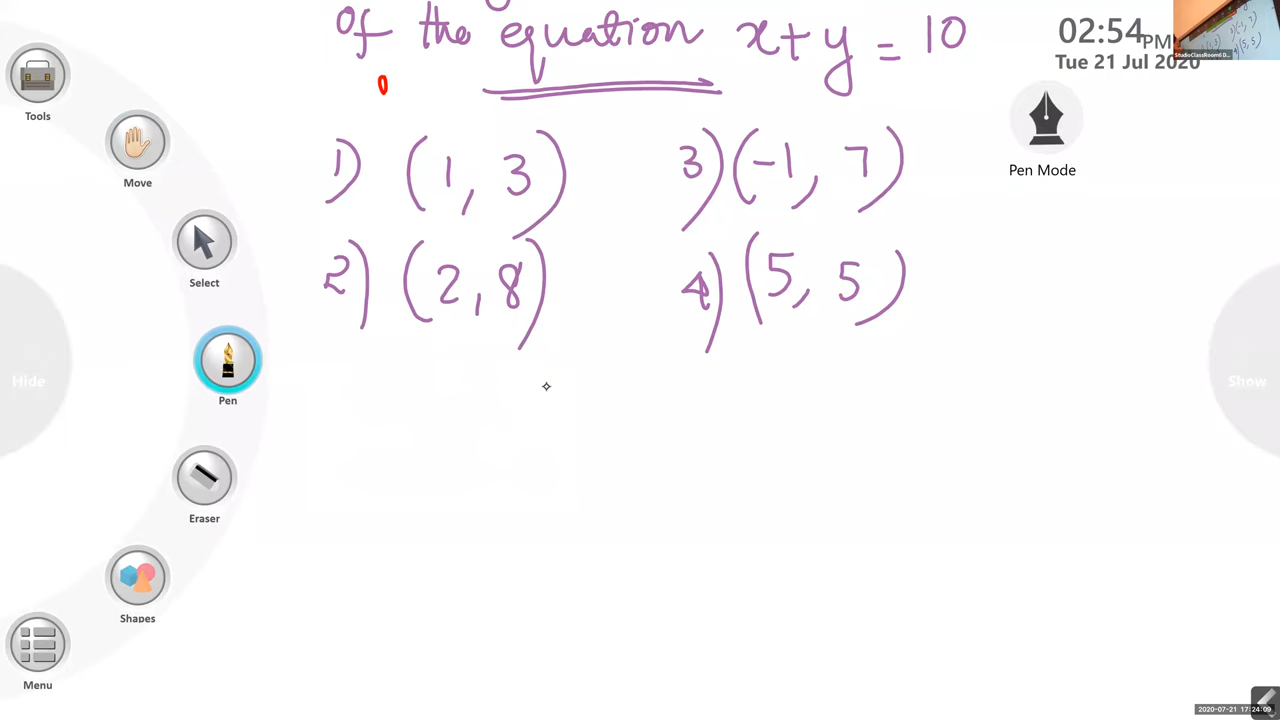 of the equation x+y=10
1) (1, 3)
3) (-1, 7)
2) (2, 8)
4) (5, 5)
02:54 PM
Tue 21 Jul 2020
Pen Mode
Tools
Move
Select
Pen
Eraser
Shapes
Menu
Hide
Show
2020-07-21 17:24:09